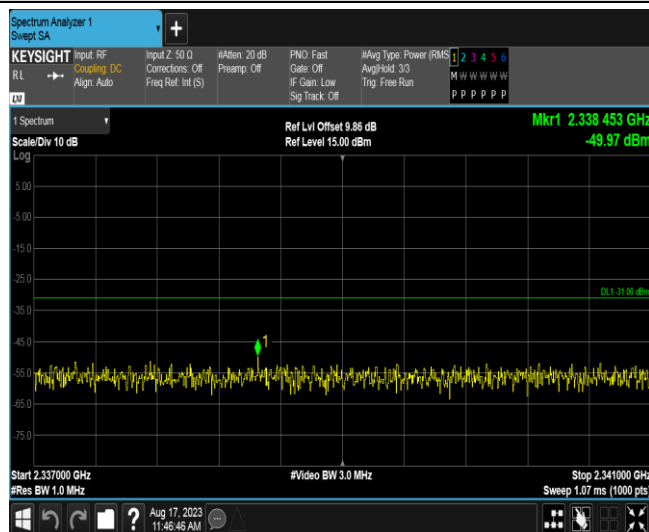 Spectrum Analyzer 1
Swept SA
+
KEYSIGHT Input: RF Input Z: 50 Ω #Atten: 20 dB PNO: Fast #Avg Type: Power (RMS 1 2 3 4 5 6
RL Coupling: DC Corrections: Off Preamp: Off Gate: Off Avg|Hold: 3/3 M W W W W W
Align: Auto Freq Ref: Int (S) IF Gain: Low Trig: Free Run
LXI Sig Track: Off P P P P P P
1 Spectrum
Ref Lvl Offset 9.86 dB
Mkr1 2.338 453 GHz
Scale/Div 10 dB Ref Level 15.00 dBm -49.97 dBm
Log
5.00
-5.00
-15.0
-25.0
DL1 -31.00 dBm
-35.0
1
-45.0
-55.0
-65.0
-75.0
Start 2.337000 GHz #Video BW 3.0 MHz Stop 2.341000 GHz
#Res BW 1.0 MHz Sweep 1.07 ms (1000 pts)
? Aug 17, 2023
11:46:46 AM